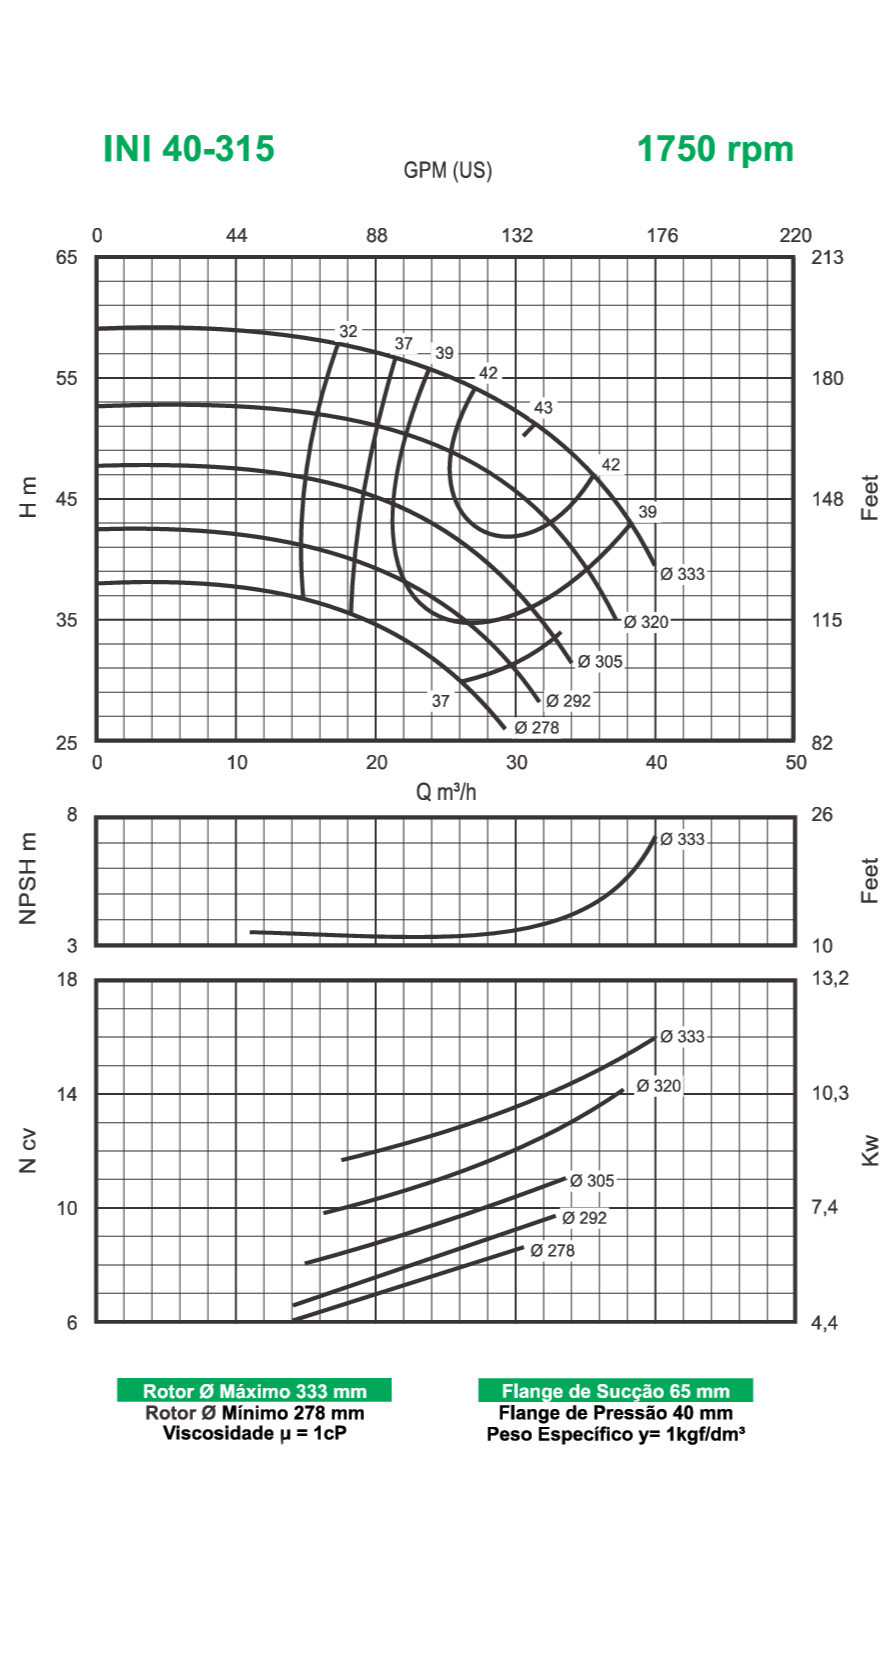 INI 40-315 1750 rpm
GPM (US)
0 44 88 132 176 220
65 213
32
37
39
42
55 180
43
42
H m 45 148 Feet
39
Ø 333
35 115
Ø 320
Ø 305
37 Ø 292
Ø 278
25 82
0 10 20 30 40 50
Q m³/h
8 26
Ø 333
NPSH m Feet
3 10
18 13,2
Ø 333
Ø 320
14 10,3
N cv Kw
Ø 305
10 7,4
Ø 292
Ø 278
6 4,4
Rotor Ø Máximo 333 mm
Rotor Ø Mínimo 278 mm
Viscosidade µ = 1cP
Flange de Sucção 65 mm
Flange de Pressão 40 mm
Peso Específico y= 1kgf/dm³